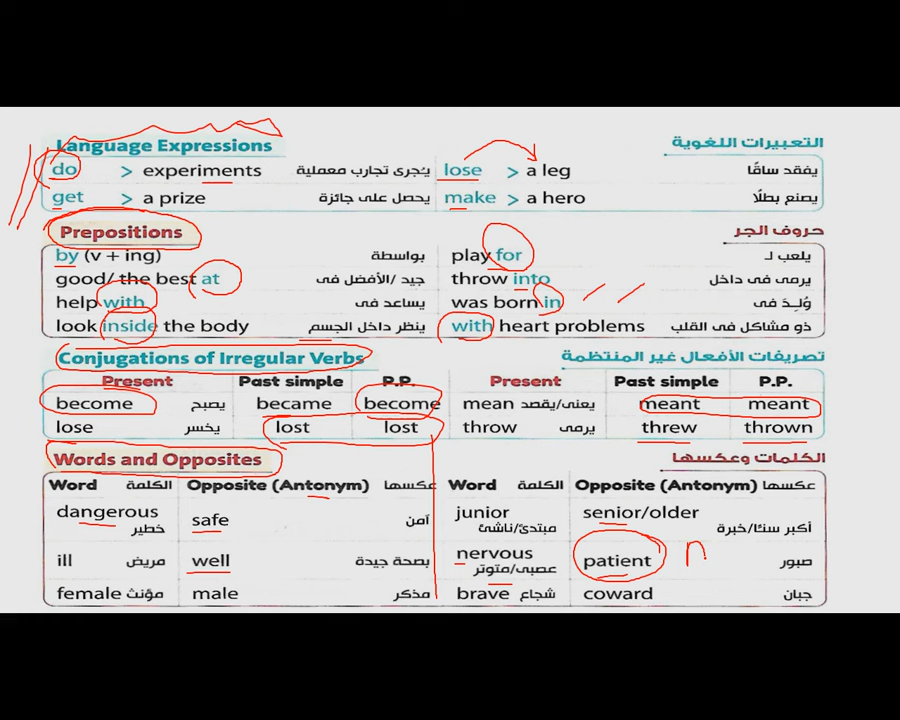 Language Expressions التعبيرات اللغوية
do > experiments يُجرى تجارب معملية lose > a leg يفقد ساقًا
get > a prize يحصل على جائزة make > a hero يصنع بطلًا
Prepositions حروف الجر
by (v + ing) بواسطة play for يلعب لـ
good/ the best at جيد /الأفضل فى throw into يرمى فى داخل
help with يساعد فى was born in وُلِدَ فى
look inside the body ينظر داخل الجسم with heart problems ذو مشاكل فى القلب
Conjugations of Irregular Verbs تصريفات الأفعال غير المنتظمة
Present Past simple P.P. Present Past simple P.P.
become يصبح became become mean يعنى/يقصد meant meant
lose يخسر lost lost throw يرمى threw thrown
Words and Opposites الكلمات وعكسها
Word الكلمة Opposite (Antonym) عكسها Word الكلمة Opposite (Antonym) عكسها
dangerous خطير safe آمن junior مبتدئ/ناشئ senior/older أكبر سنًا/خبرة
ill مريض well بصحة جيدة nervous عصبى/متوتر patient صبور n
female مؤنث male مذكر brave شجاع coward جبان